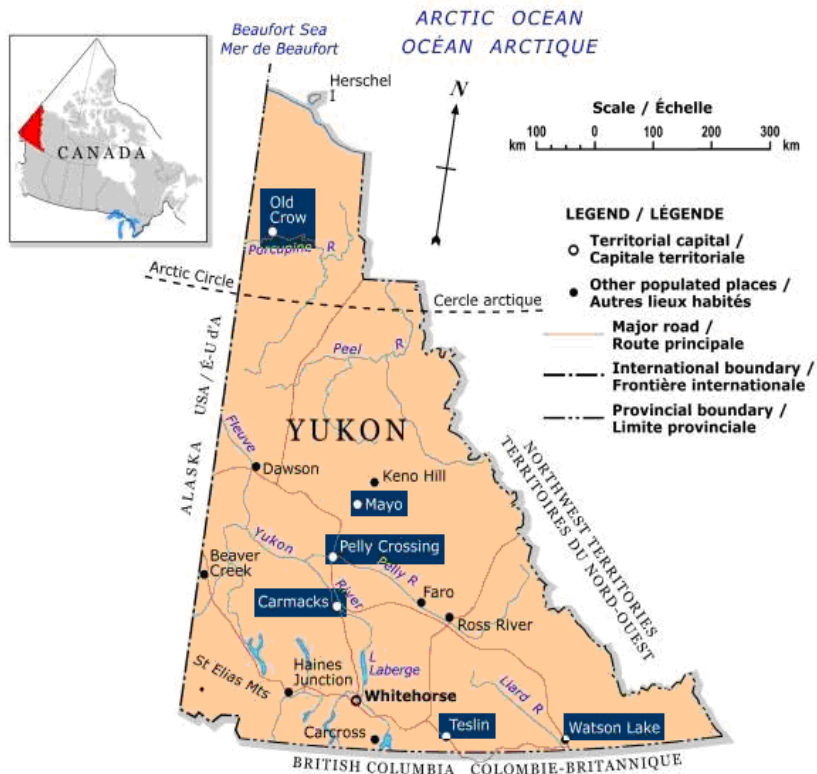 ARCTIC OCEAN
OCÉAN ARCTIQUE
Beaufort Sea
Mer de Beaufort
Herschel
I
N
CANADA
Scale / Échelle
km 100 0 100 200 300 km
LEGEND / LÉGENDE
Territorial capital /
Capitale territoriale
Other populated places /
Autres lieux habités
Major road /
Route principale
International boundary /
Frontière internationale
Provincial boundary /
Limite provinciale
Old
Crow
Porcupine R
Arctic Circle
Cercle arctique
Peel R
ALASKA USA / É-U d'A
YUKON
NORTHWEST TERRITORIES
TERRITOIRES DU NORD-OUEST
Fleuve
Dawson
Keno Hill
Mayo
Yukon
Pelly Crossing
Pelly R
Beaver
Creek
River
Carmacks
Faro
Ross River
St Elias Mts
Haines
Junction
L
Laberge
Whitehorse
Liard R
Carcross
Teslin
Watson Lake
BRITISH COLUMBIA COLOMBIE-BRITANNIQUE